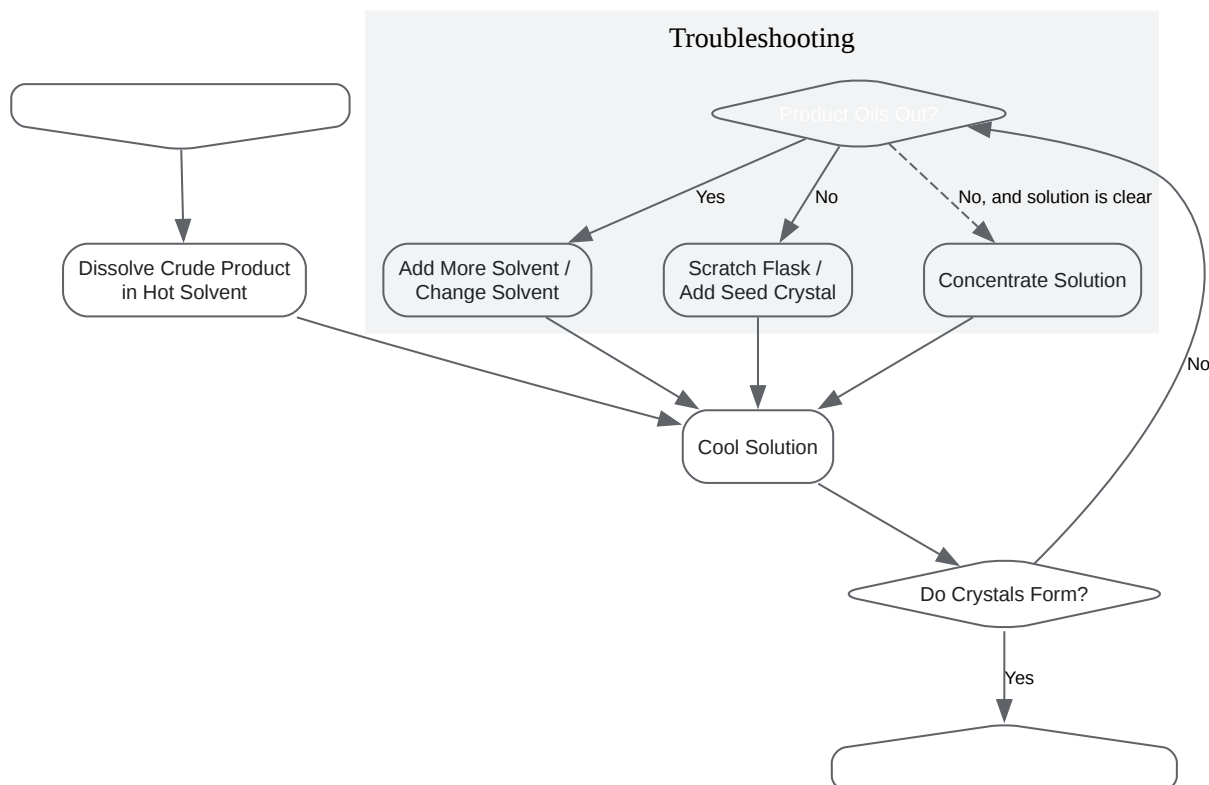 Troubleshooting
Product Oils Out?
Yes
No
No, and solution is clear
Dissolve Crude Product
in Hot Solvent
Add More Solvent /
Change Solvent
Scratch Flask /
Add Seed Crystal
Concentrate Solution
No
Cool Solution
Do Crystals Form?
Yes